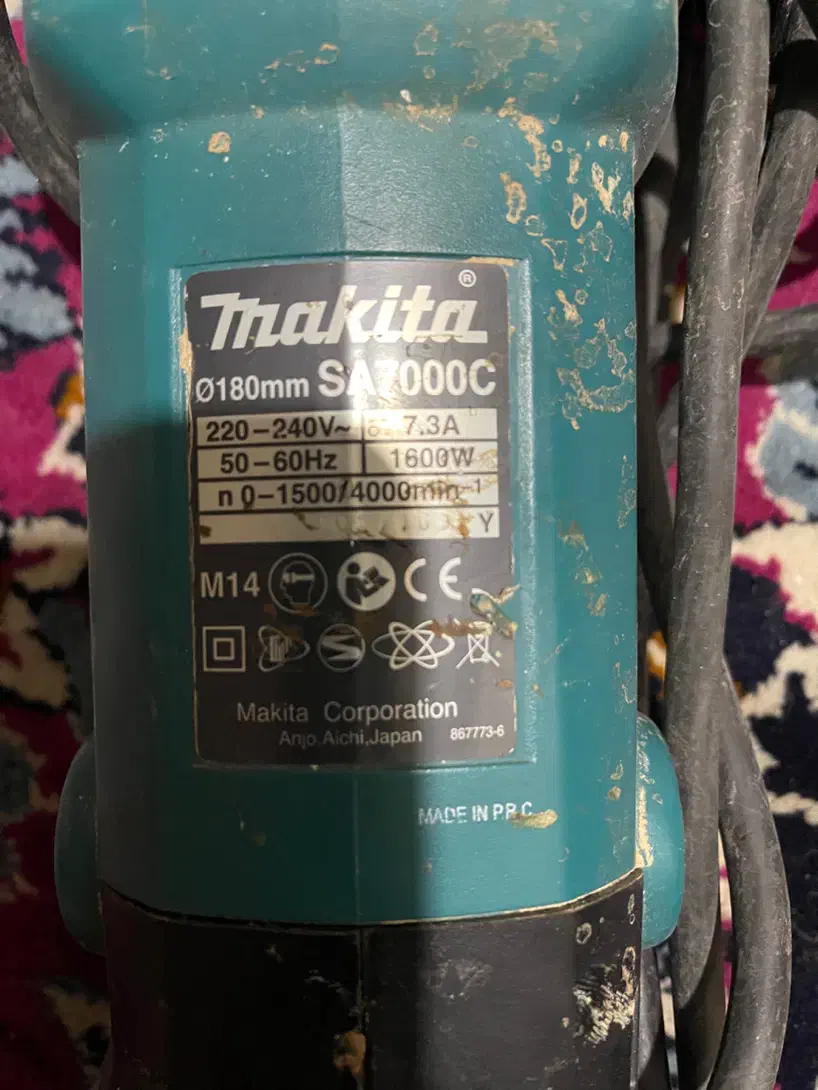 makita®
Ø180mm SA7000C
220–240V~ 7.3A
50–60Hz 1600W
n 0–1500/4000min⁻¹
Y
M14 CE
Makita Corporation
Anjo,Aichi,Japan 867773-6
MADE IN P.R.C.